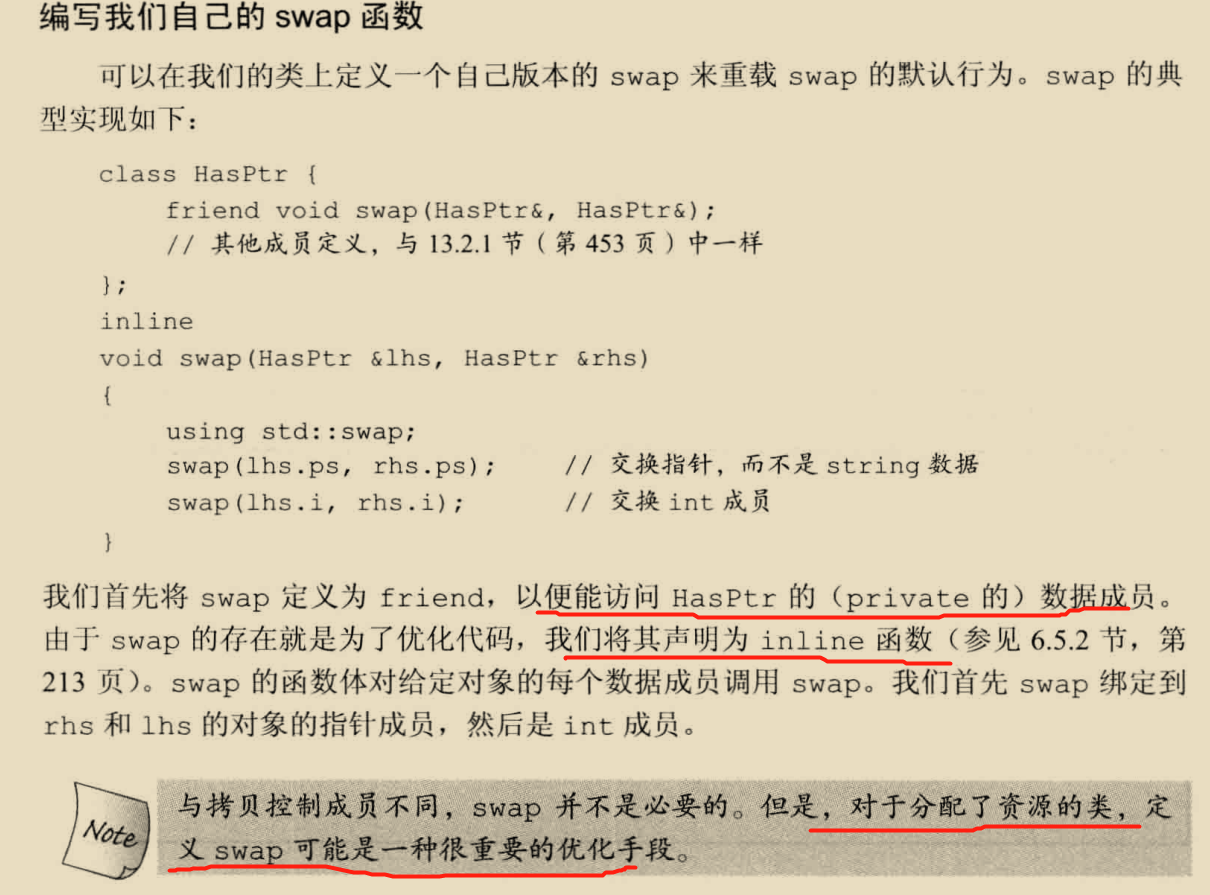 编写我们自己的 swap 函数
可以在我们的类上定义一个自己版本的 swap 来重载 swap 的默认行为。swap 的典
型实现如下：
class HasPtr {
friend void swap(HasPtr&, HasPtr&);
// 其他成员定义，与 13.2.1 节（第 453 页）中一样
};
inline
void swap(HasPtr &lhs, HasPtr &rhs)
{
using std::swap;
swap(lhs.ps, rhs.ps); // 交换指针，而不是 string 数据
swap(lhs.i, rhs.i); // 交换 int 成员
}
我们首先将 swap 定义为 friend，以便能访问 HasPtr 的（private 的）数据成员。
由于 swap 的存在就是为了优化代码，我们将其声明为 inline 函数（参见 6.5.2 节，第
213 页）。swap 的函数体对给定对象的每个数据成员调用 swap。我们首先 swap 绑定到
rhs 和 lhs 的对象的指针成员，然后是 int 成员。
Note
与拷贝控制成员不同，swap 并不是必要的。但是，对于分配了资源的类，定
义 swap 可能是一种很重要的优化手段。